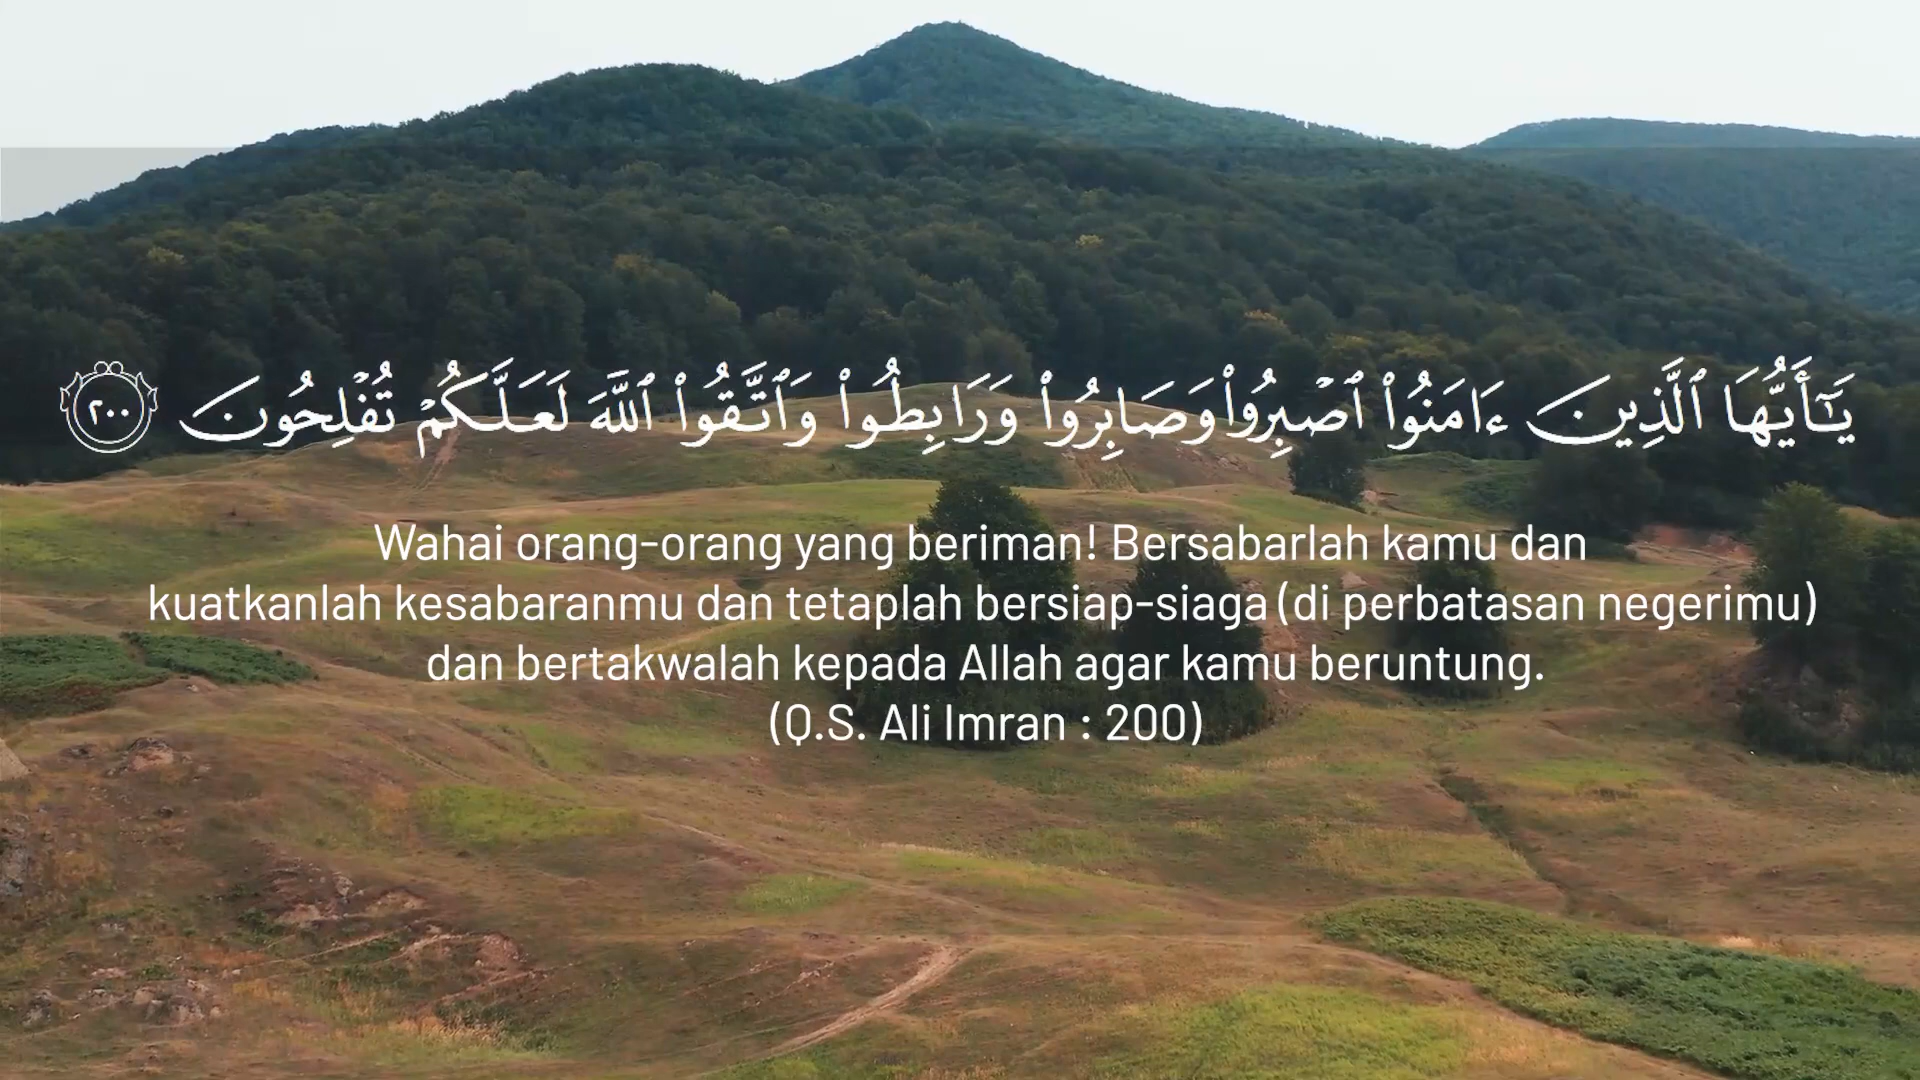 يَـٰٓأَيُّهَا ٱلَّذِينَ ءَامَنُوا۟ ٱصْبِرُوا۟ وَصَابِرُوا۟ وَرَابِطُوا۟ وَٱتَّقُوا۟ ٱللَّهَ لَعَلَّكُمْ تُفْلِحُونَ ٢٠٠
Wahai orang-orang yang beriman! Bersabarlah kamu dan
kuatkanlah kesabaranmu dan tetaplah bersiap-siaga (di perbatasan negerimu)
dan bertakwalah kepada Allah agar kamu beruntung.
(Q.S. Ali Imran : 200)